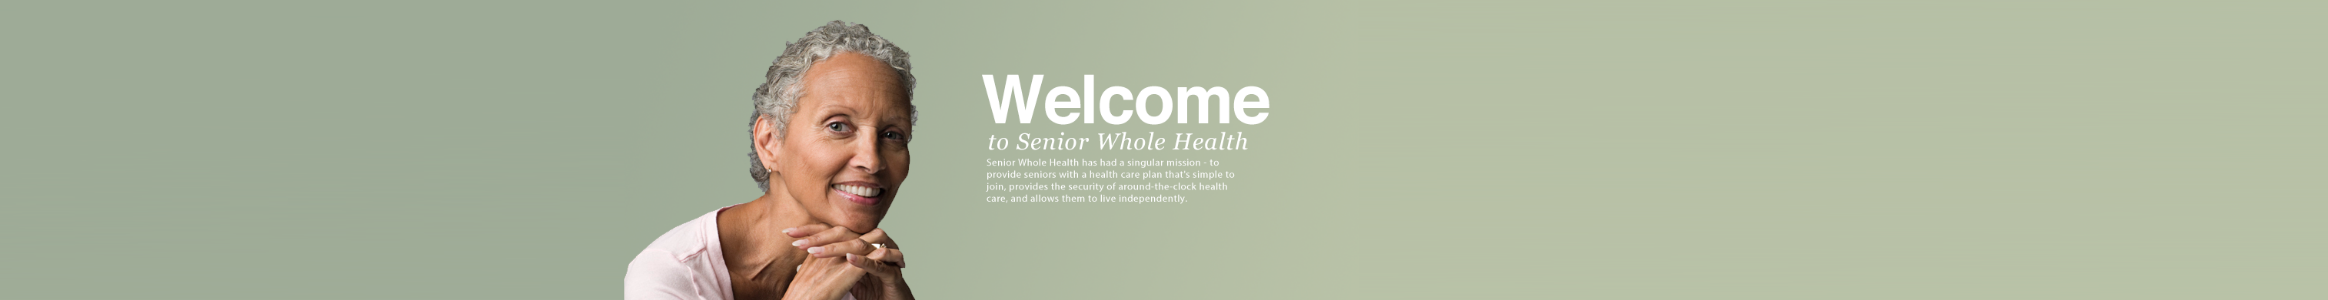 Welcome
to Senior Whole Health
Senior Whole Health has had a singular mission - to
provide seniors with a health care plan that's simple to
join, provides the security of around-the-clock health
care, and allows them to live independently.